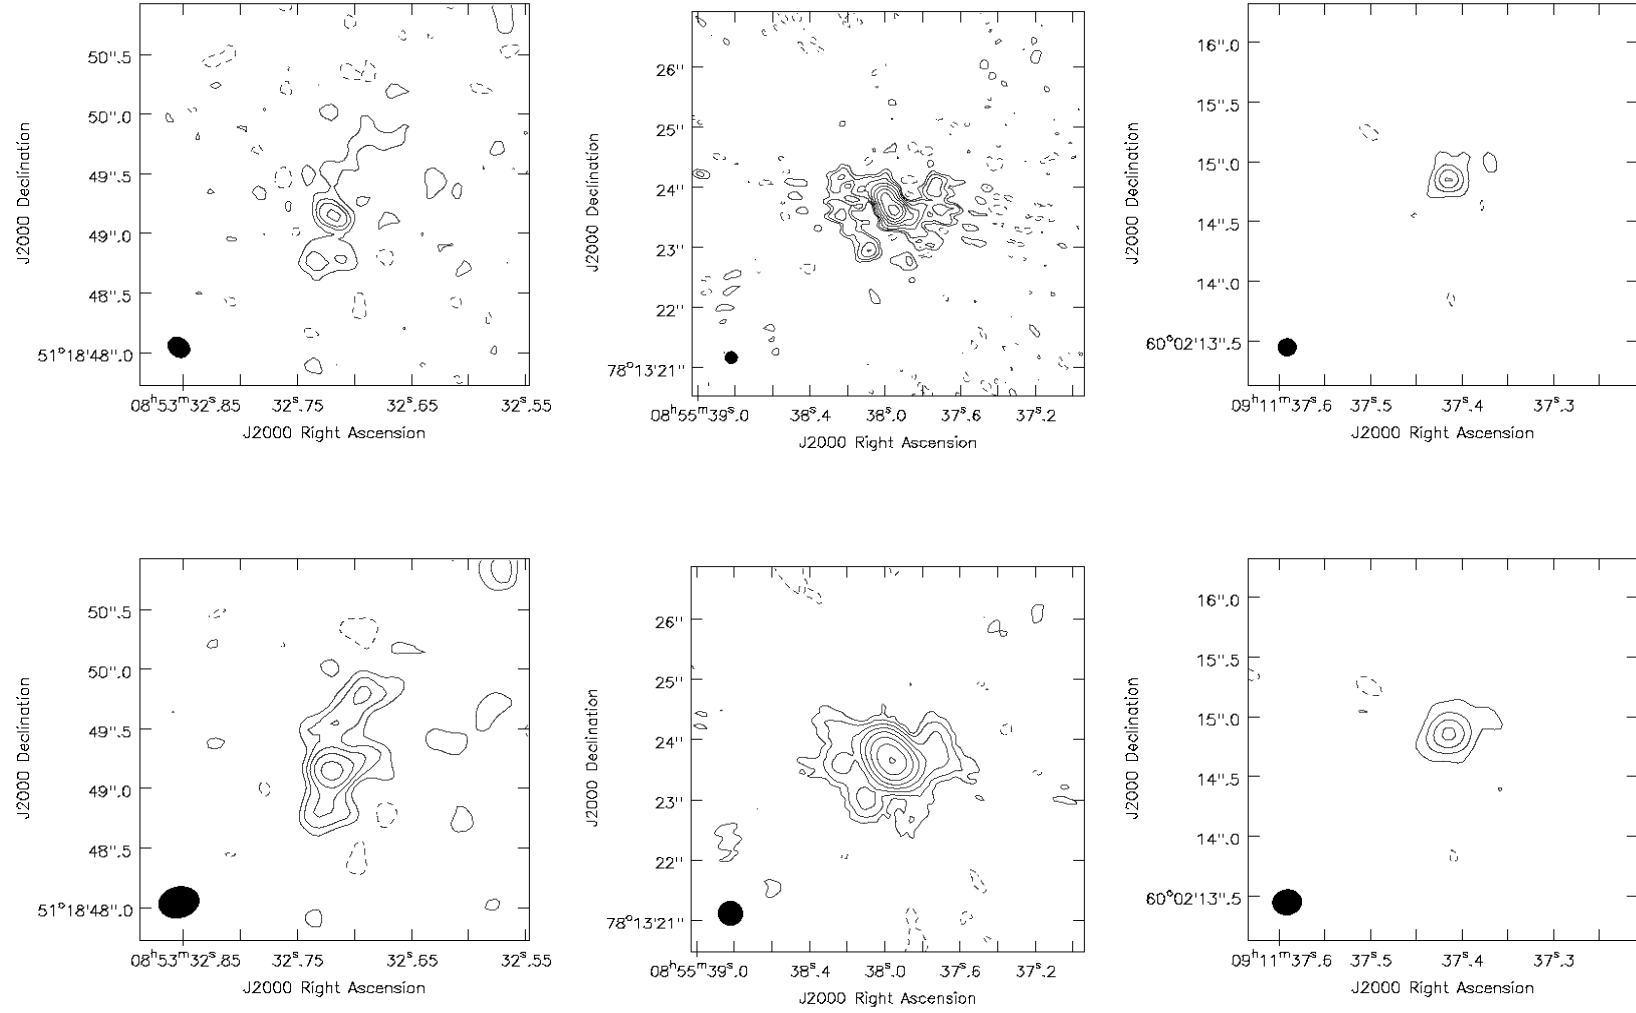 50".5
50".0
49".5
49".0
48".5
51°18'48".0
08ʰ53ᵐ32ˢ.85 32ˢ.75 32ˢ.65 32ˢ.55
J2000 Right Ascension
J2000 Declination
26"
25"
24"
23"
22"
78°13'21"
08ʰ55ᵐ39ˢ.0 38ˢ.4 38ˢ.0 37ˢ.6 37ˢ.2
J2000 Right Ascension
J2000 Declination
16".0
15".5
15".0
14".5
14".0
60°02'13".5
09ʰ11ᵐ37ˢ.6 37ˢ.5 37ˢ.4 37ˢ.3
J2000 Right Ascension
J2000 Declination
50".5
50".0
49".5
49".0
48".5
51°18'48".0
08ʰ53ᵐ32ˢ.85 32ˢ.75 32ˢ.65 32ˢ.55
J2000 Right Ascension
J2000 Declination
26"
25"
24"
23"
22"
78°13'21"
08ʰ55ᵐ39ˢ.0 38ˢ.4 38ˢ.0 37ˢ.6 37ˢ.2
J2000 Right Ascension
J2000 Declination
16".0
15".5
15".0
14".5
14".0
60°02'13".5
09ʰ11ᵐ37ˢ.6 37ˢ.5 37ˢ.4 37ˢ.3
J2000 Right Ascension
J2000 Declination